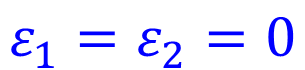 ε₁ = ε₂ = 0